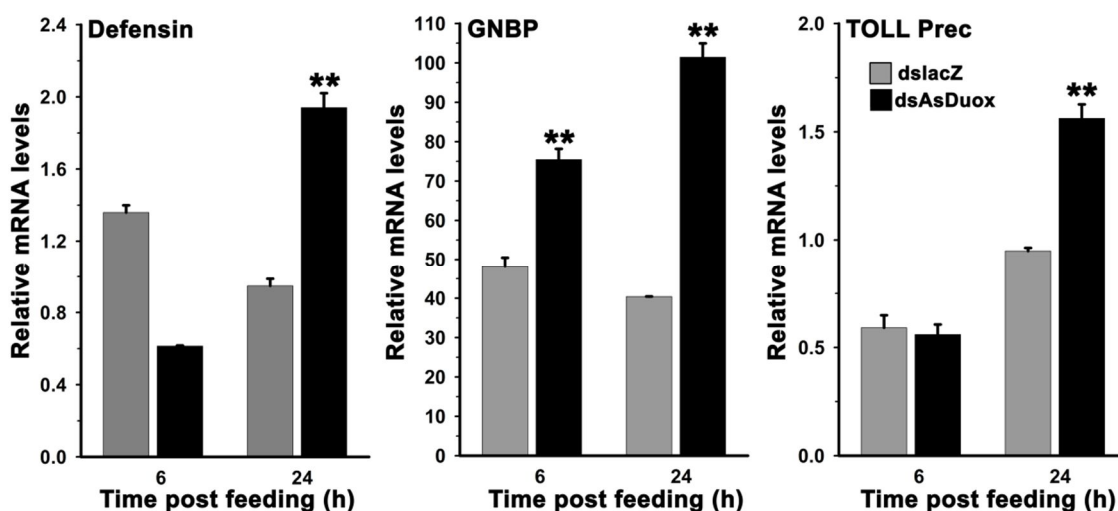 Defensin
Relative mRNA levels
2.4
2.0
1.6
1.2
0.8
0.4
0.0
**
6 24
Time post feeding (h)
GNBP
Relative mRNA levels
110
100
90
80
70
60
50
40
30
20
10
0
**
**
6 24
Time post feeding (h)
TOLL Prec
Relative mRNA levels
2.0
1.5
1.0
0.5
0.0
dslacZ
dsAsDuox
**
6 24
Time post feeding (h)